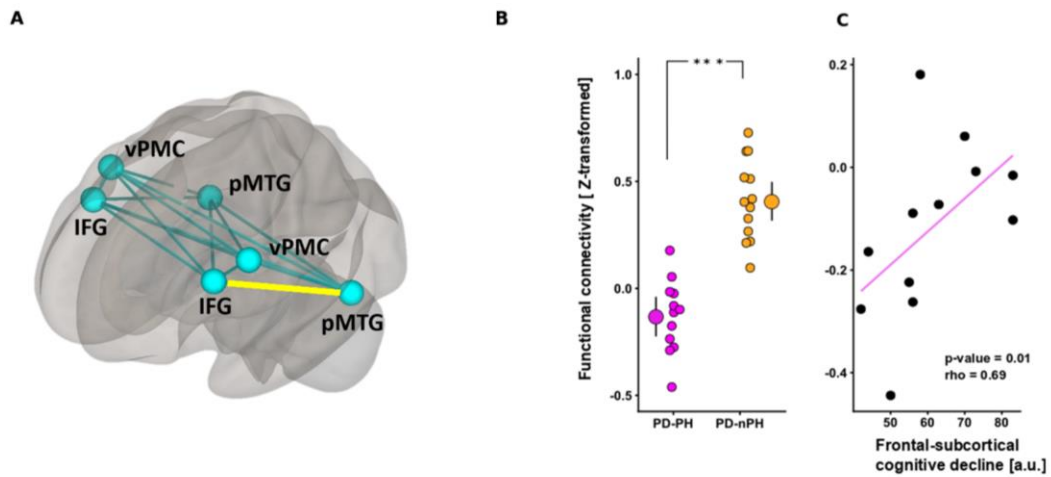 A
vPMC
pMTG
IFG
vPMC
IFG
pMTG
B
Functional connectivity [ Z-transformed]
1.0
0.5
0.0
-0.5
***
PD-PH PD-nPH
C
0.2
0.0
-0.2
-0.4
p-value = 0.01
rho = 0.69
50 60 70 80
Frontal-subcortical
cognitive decline [a.u.]